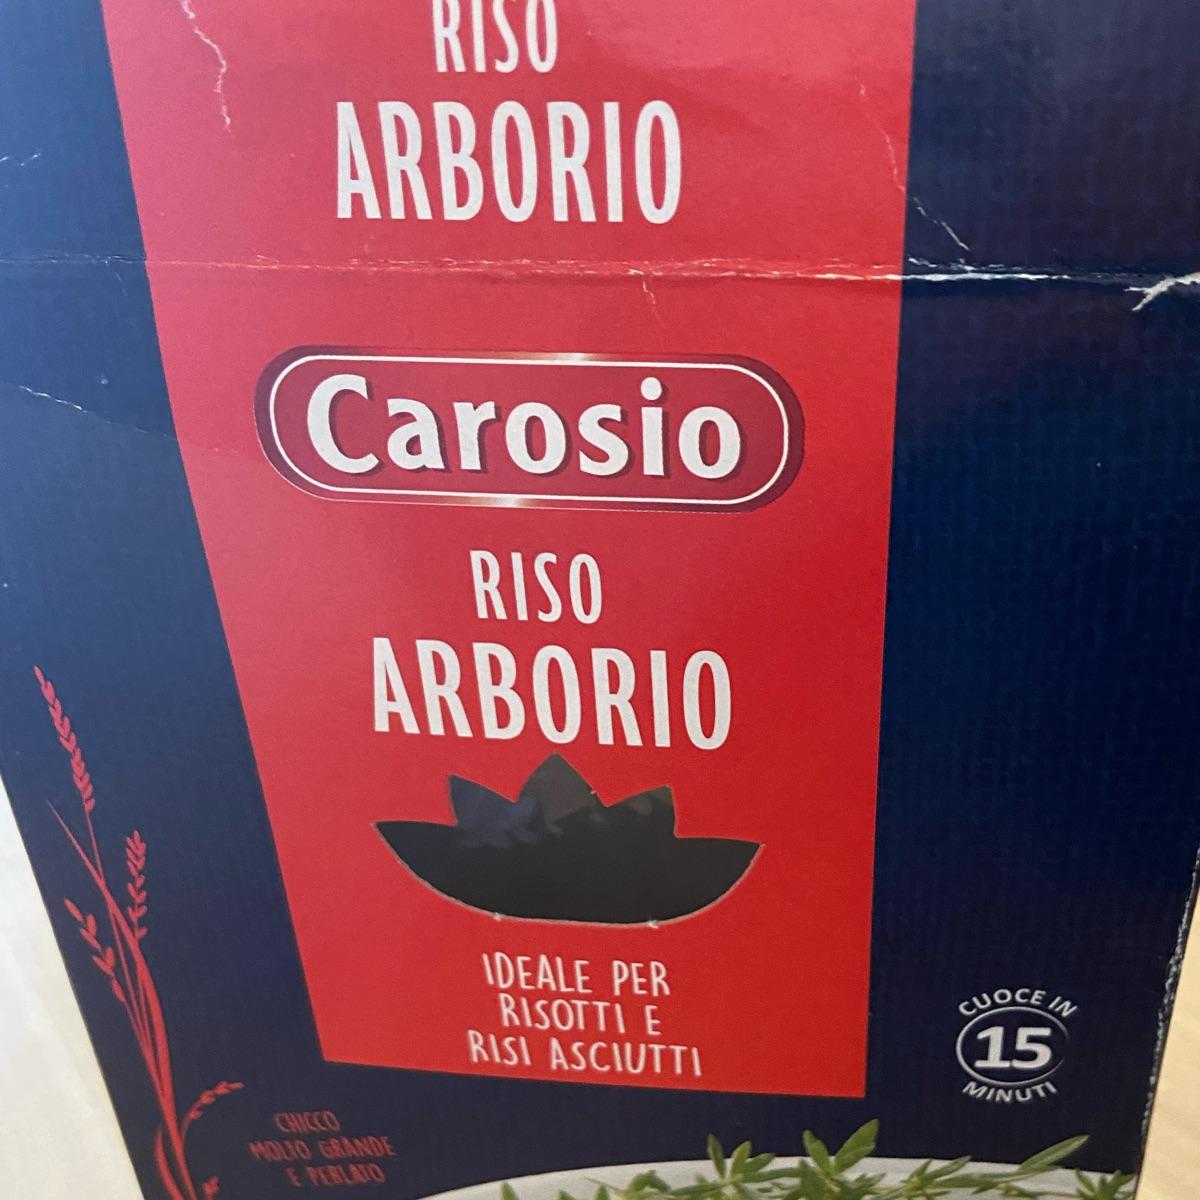 RISO
ARBORIO
Carosio
RISO
ARBORIO
IDEALE PER
RISOTTI E
RISI ASCIUTTI
CUOCE IN
15
MINUTI
CHICCO
MOLTO GRANDE
E PERLATO